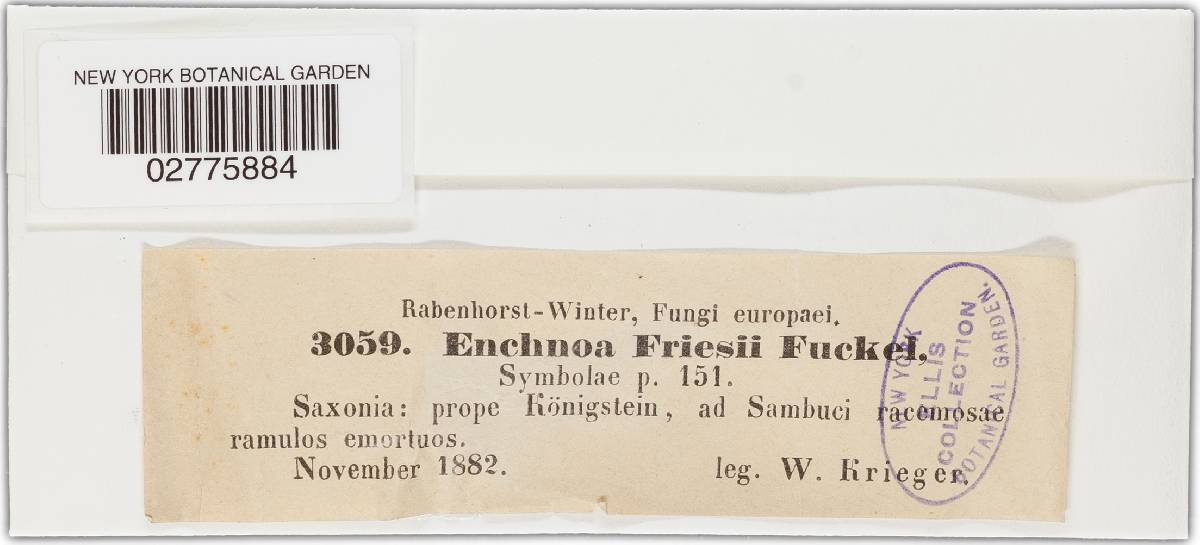 NEW YORK BOTANICAL GARDEN
02775884
Rabenhorst-Winter, Fungi europaei.
3059. Enchnoa Friesii Fuckel,
Symbolae p. 151.
Saxonia: prope Königstein, ad Sambuci racemosae
ramulos emortuos.
November 1882. leg. W. Krieger.
NEW YORK
ELLIS
COLLECTION
BOTANICAL GARDEN.